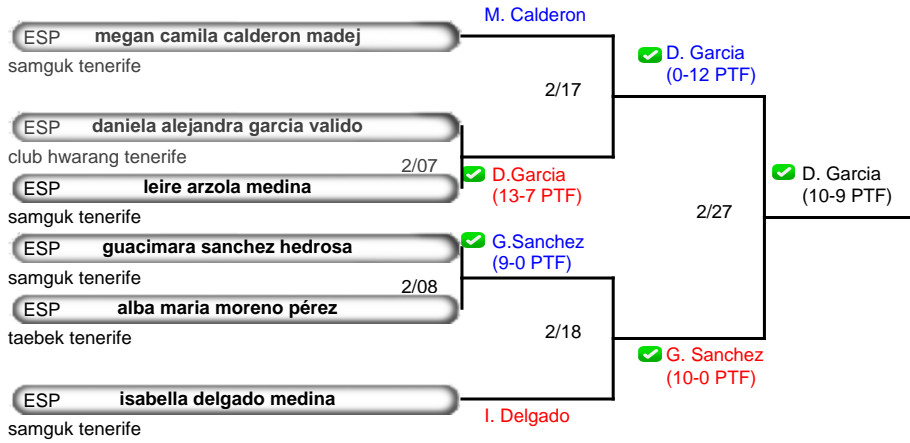 M. Calderon
ESP megan camila calderon madej
samguk tenerife
D. Garcia
(0-12 PTF)
2/17
ESP daniela alejandra garcia valido
club hwarang tenerife
2/07
D.Garcia
(13-7 PTF)
ESP leire arzola medina
samguk tenerife
D. Garcia
(10-9 PTF)
2/27
ESP guacimara sanchez hedrosa
samguk tenerife
G.Sanchez
(9-0 PTF)
2/08
ESP alba maria moreno pérez
taebek tenerife
2/18
G. Sanchez
(10-0 PTF)
ESP isabella delgado medina
samguk tenerife
I. Delgado